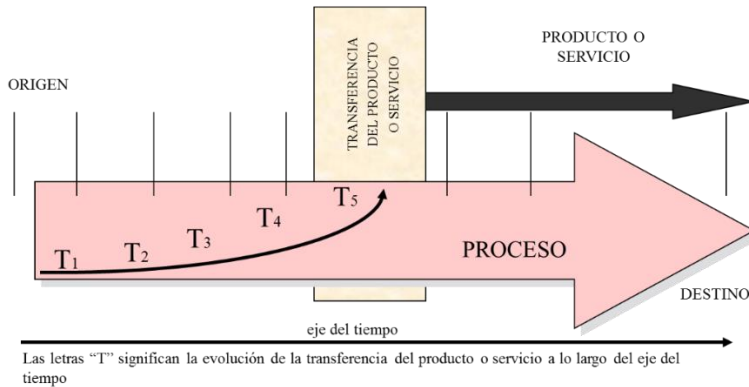 ORIGEN
TRANSFERENCIA
DEL PRODUCTO
O SERVICIO
PRODUCTO O
SERVICIO
T1
T2
T3
T4
T5
PROCESO
DESTINO
eje del tiempo
Las letras “T” significan la evolución de la transferencia del producto o servicio a lo largo del eje del
tiempo